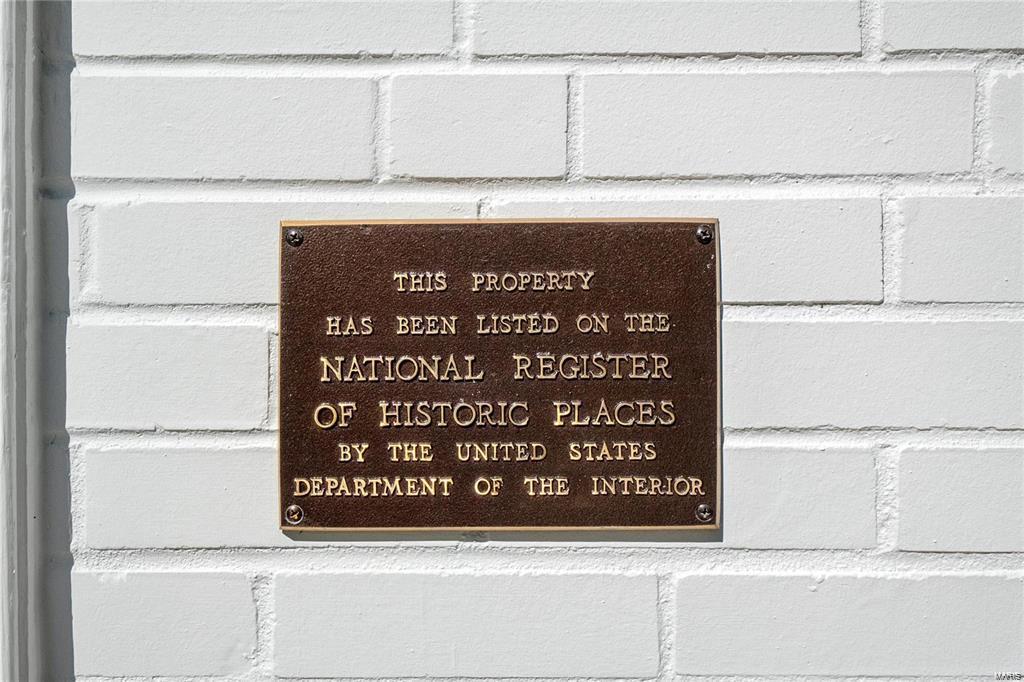 THIS PROPERTY
HAS BEEN LISTED ON THE
NATIONAL REGISTER
OF HISTORIC PLACES
BY THE UNITED STATES
DEPARTMENT OF THE INTERIOR
MARIS